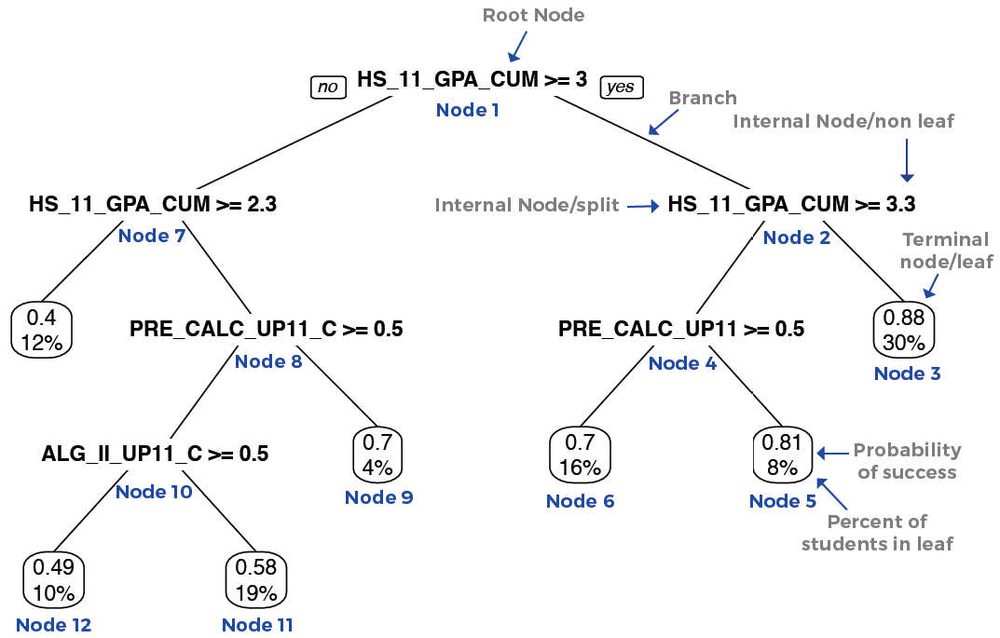 Root Node
no
HS_11_GPA_CUM >= 3
yes
Node 1
Branch
Internal Node/non leaf
HS_11_GPA_CUM >= 2.3
Node 7
Internal Node/split
HS_11_GPA_CUM >= 3.3
Node 2
Terminal
node/leaf
0.4
12%
PRE_CALC_UP11_C >= 0.5
Node 8
PRE_CALC_UP11 >= 0.5
Node 4
0.88
30%
Node 3
ALG_II_UP11_C >= 0.5
Node 10
0.7
4%
Node 9
0.7
16%
Node 6
0.81
8%
Node 5
Probability
of success
Percent of
students in leaf
0.49
10%
Node 12
0.58
19%
Node 11